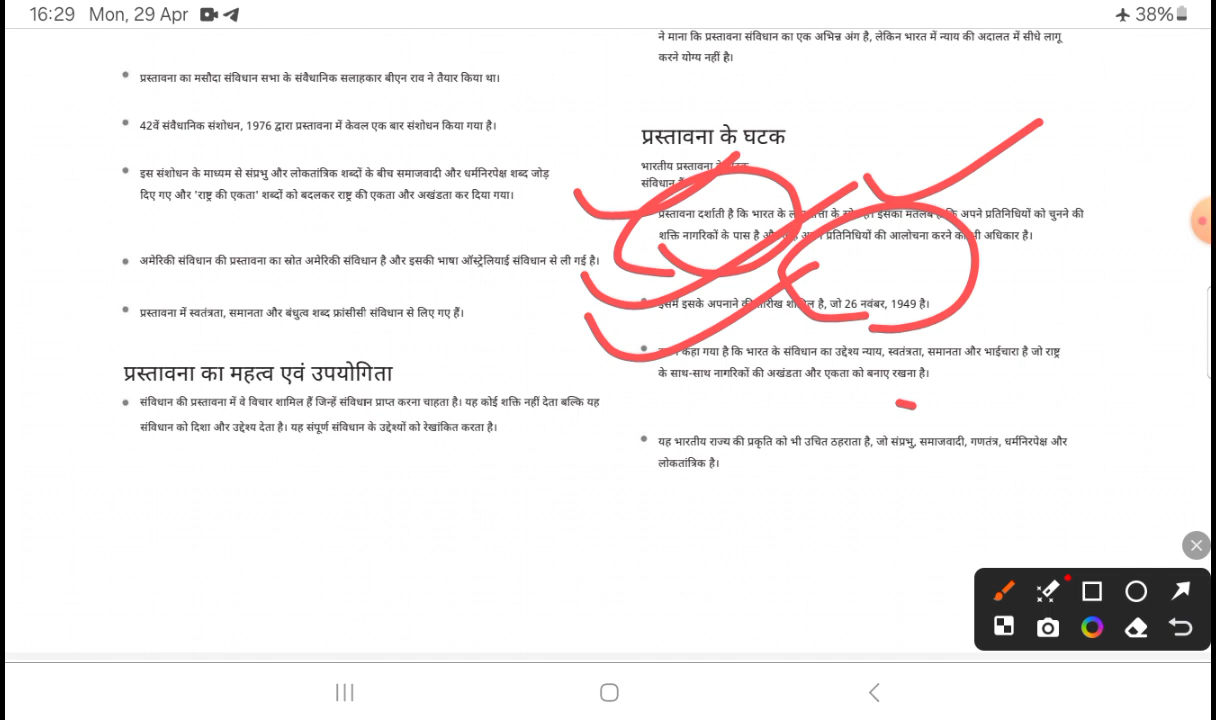 16:29 Mon, 29 Apr
38%
प्रस्तावना का मसौदा संविधान सभा के संवैधानिक सलाहकार बीएन राव ने तैयार किया था।
42वें संवैधानिक संशोधन, 1976 द्वारा प्रस्तावना में केवल एक बार संशोधन किया गया है।
इस संशोधन के माध्यम से संप्रभु और लोकतांत्रिक शब्दों के बीच समाजवादी और धर्मनिरपेक्ष शब्द जोड़
दिए गए और 'राष्ट्र की एकता' शब्दों को बदलकर राष्ट्र की एकता और अखंडता कर दिया गया।
अमेरिकी संविधान की प्रस्तावना का स्रोत अमेरिकी संविधान है और इसकी भाषा ऑस्ट्रेलियाई संविधान से ली गई है।
प्रस्तावना में स्वतंत्रता, समानता और बंधुत्व शब्द फ्रांसीसी संविधान से लिए गए हैं।
प्रस्तावना का महत्व एवं उपयोगिता
संविधान की प्रस्तावना में वे विचार शामिल हैं जिन्हें संविधान प्राप्त करना चाहता है। यह कोई शक्ति नहीं देता बल्कि यह
संविधान को दिशा और उद्देश्य देता है। यह संपूर्ण संविधान के उद्देश्यों को रेखांकित करता है।
ने माना कि प्रस्तावना संविधान का एक अभिन्न अंग है, लेकिन भारत में न्याय की अदालत में सीधे लागू
करने योग्य नहीं है।
प्रस्तावना के घटक
भारतीय प्रस्तावना
संविधान
प्रस्तावना दर्शाती है कि भारत के इसका मतलब अपने प्रतिनिधियों को चुनने की
शक्ति नागरिकों के पास है प्रतिनिधियों की आलोचना करने का भी अधिकार है।
इसमें इसके अपनाने की तारीख शामिल है, जो 26 नवंबर, 1949 है।
कहा गया है कि भारत के संविधान का उद्देश्य न्याय, स्वतंत्रता, समानता और भाईचारा है जो राष्ट्र
के साथ-साथ नागरिकों की अखंडता और एकता को बनाए रखना है।
यह भारतीय राज्य की प्रकृति को भी उचित ठहराता है, जो संप्रभु, समाजवादी, गणतंत्र, धर्मनिरपेक्ष और
लोकतांत्रिक है।